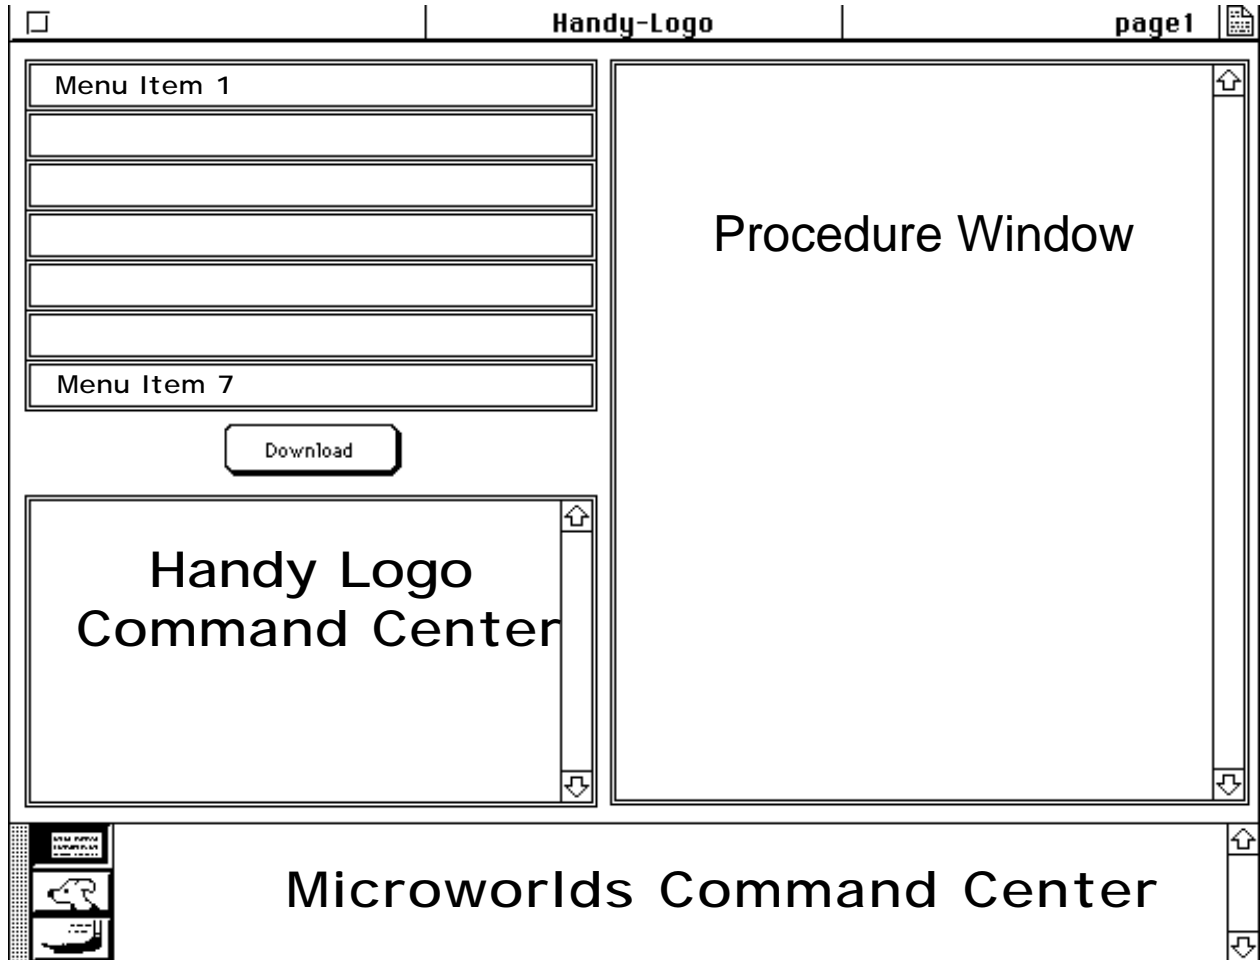 Handy-Logo
page1
Menu Item 1
Menu Item 7
Download
Handy Logo
Command Center
Procedure Window
Microworlds Command Center